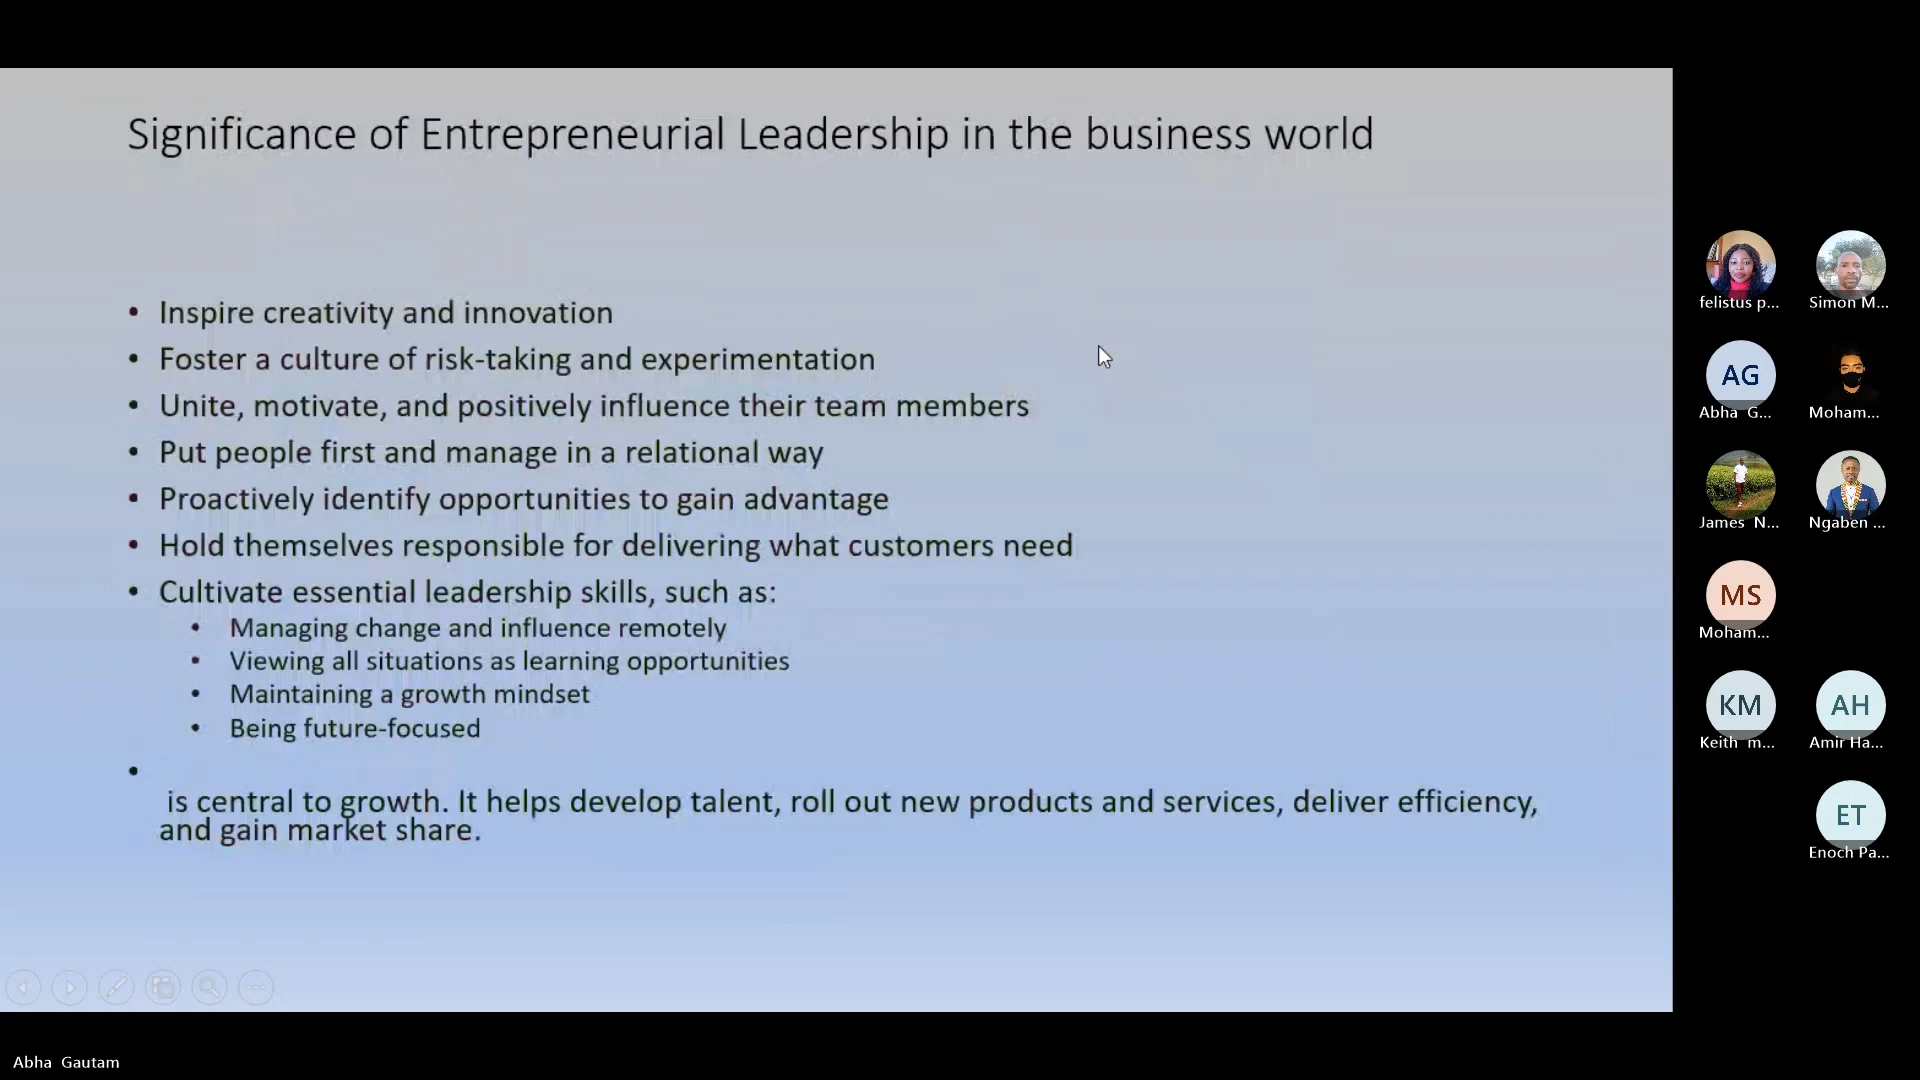 Significance of Entrepreneurial Leadership in the business world
• Inspire creativity and innovation
• Foster a culture of risk-taking and experimentation
• Unite, motivate, and positively influence their team members
• Put people first and manage in a relational way
• Proactively identify opportunities to gain advantage
• Hold themselves responsible for delivering what customers need
• Cultivate essential leadership skills, such as:
• Managing change and influence remotely
• Viewing all situations as learning opportunities
• Maintaining a growth mindset
• Being future-focused
•
is central to growth. It helps develop talent, roll out new products and services, deliver efficiency,
and gain market share.
felistus p...
Simon M...
AG
Abha G...
Moham...
James N...
Ngaben ...
MS
Moham...
KM
Keith m...
AH
Amir Ha...
ET
Enoch Pa...
Abha Gautam